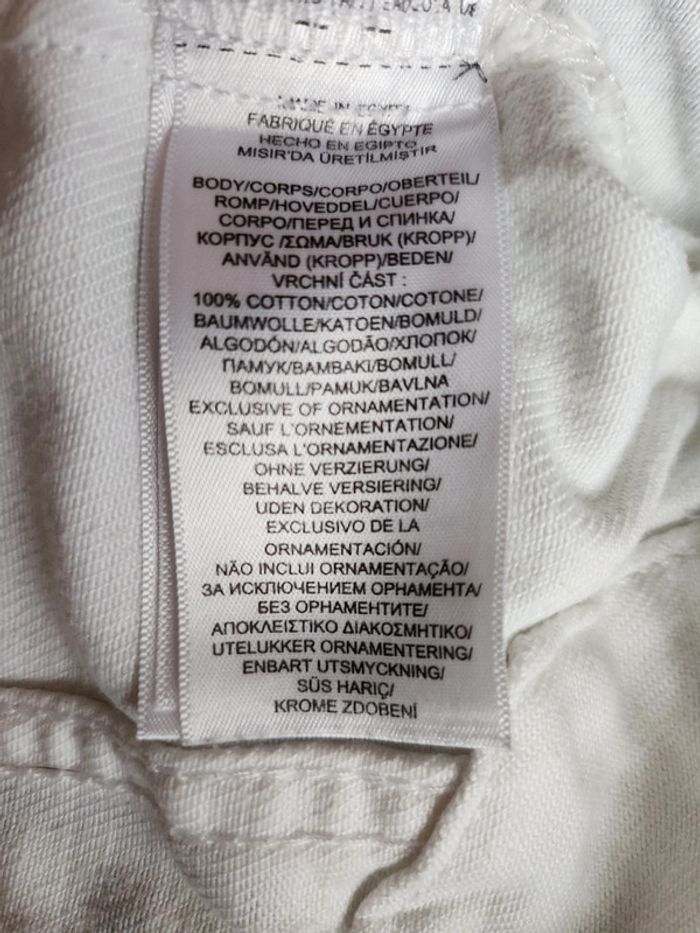 MADE IN EGYPT
FABRIQUÉ EN ÉGYPTE
HECHO EN EGIPTO
MISIR'DA ÜRETİLMİŞTİR
BODY/CORPS/CORPO/OBERTEIL/
ROMP/HOVEDDEL/CUERPO/
CORPO/ПЕРЕД И СПИНКА/
КОРПУС /ΣΩΜΑ/BRUK (KROPP)/
ANVÄND (KROPP)/BEDEN/
VRCHNÍ ČÁST :
100% COTTON/COTON/COTONE/
BAUMWOLLE/KATOEN/BOMULD/
ALGODÓN/ALGODÃO/ХЛОПОК/
ПАМУК/ΒΑΜΒΑΚΙ/BOMULL/
BOMULL/PAMUK/BAVLNA
EXCLUSIVE OF ORNAMENTATION/
SAUF L'ORNEMENTATION/
ESCLUSA L'ORNAMENTAZIONE/
OHNE VERZIERUNG/
BEHALVE VERSIERING/
UDEN DEKORATION/
EXCLUSIVO DE LA
ORNAMENTACIÓN/
NÃO INCLUI ORNAMENTAÇÃO/
ЗА ИСКЛЮЧЕНИЕМ ОРНАМЕНТА/
БЕЗ ОРНАМЕНТИТЕ/
ΑΠΟΚΛΕΙΣΤΙΚΟ ΔΙΑΚΟΣΜΗΤΙΚΟ/
UTELUKKER ORNAMENTERING/
ENBART UTSMYCKNING/
SÜS HARİÇ/
KROME ZDOBENÍ